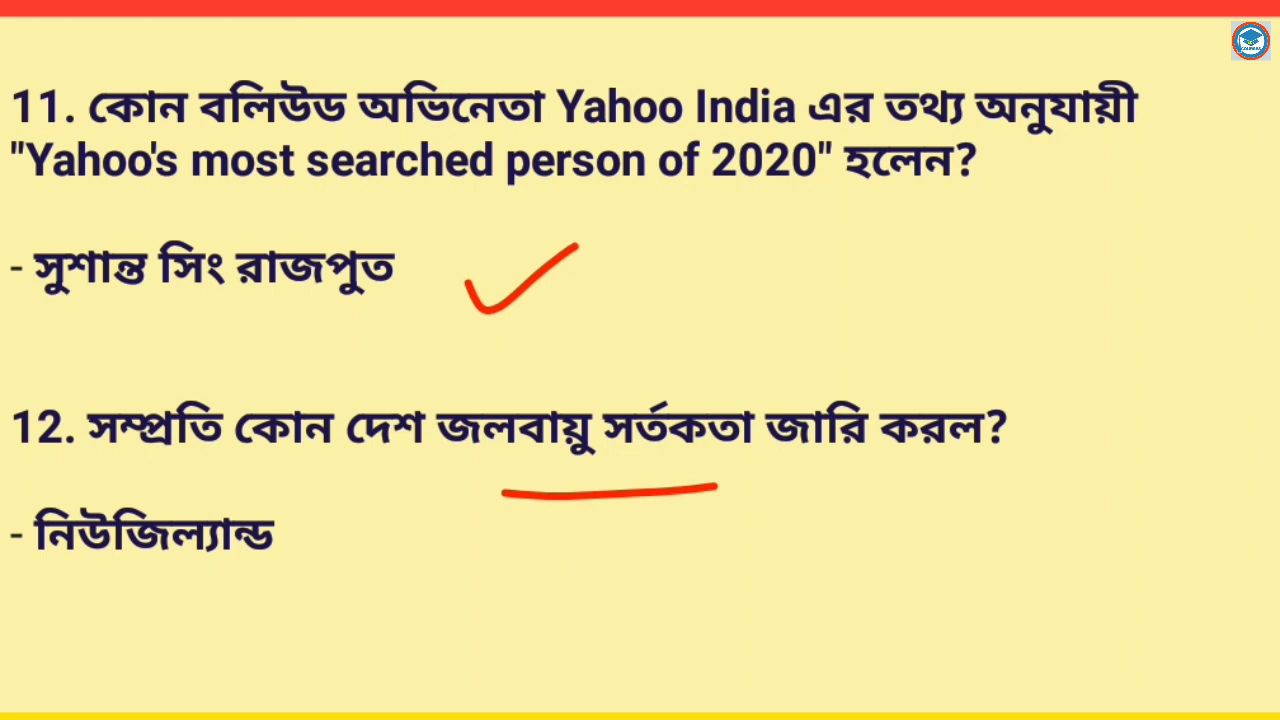 11. কোন বলিউড অভিনেতা Yahoo India এর তথ্য অনুযায়ী
"Yahoo's most searched person of 2020" হলেন?
- সুশান্ত সিং রাজপুত
12. সম্প্রতি কোন দেশ জলবায়ু সর্তকতা জারি করল?
- নিউজিল্যান্ড